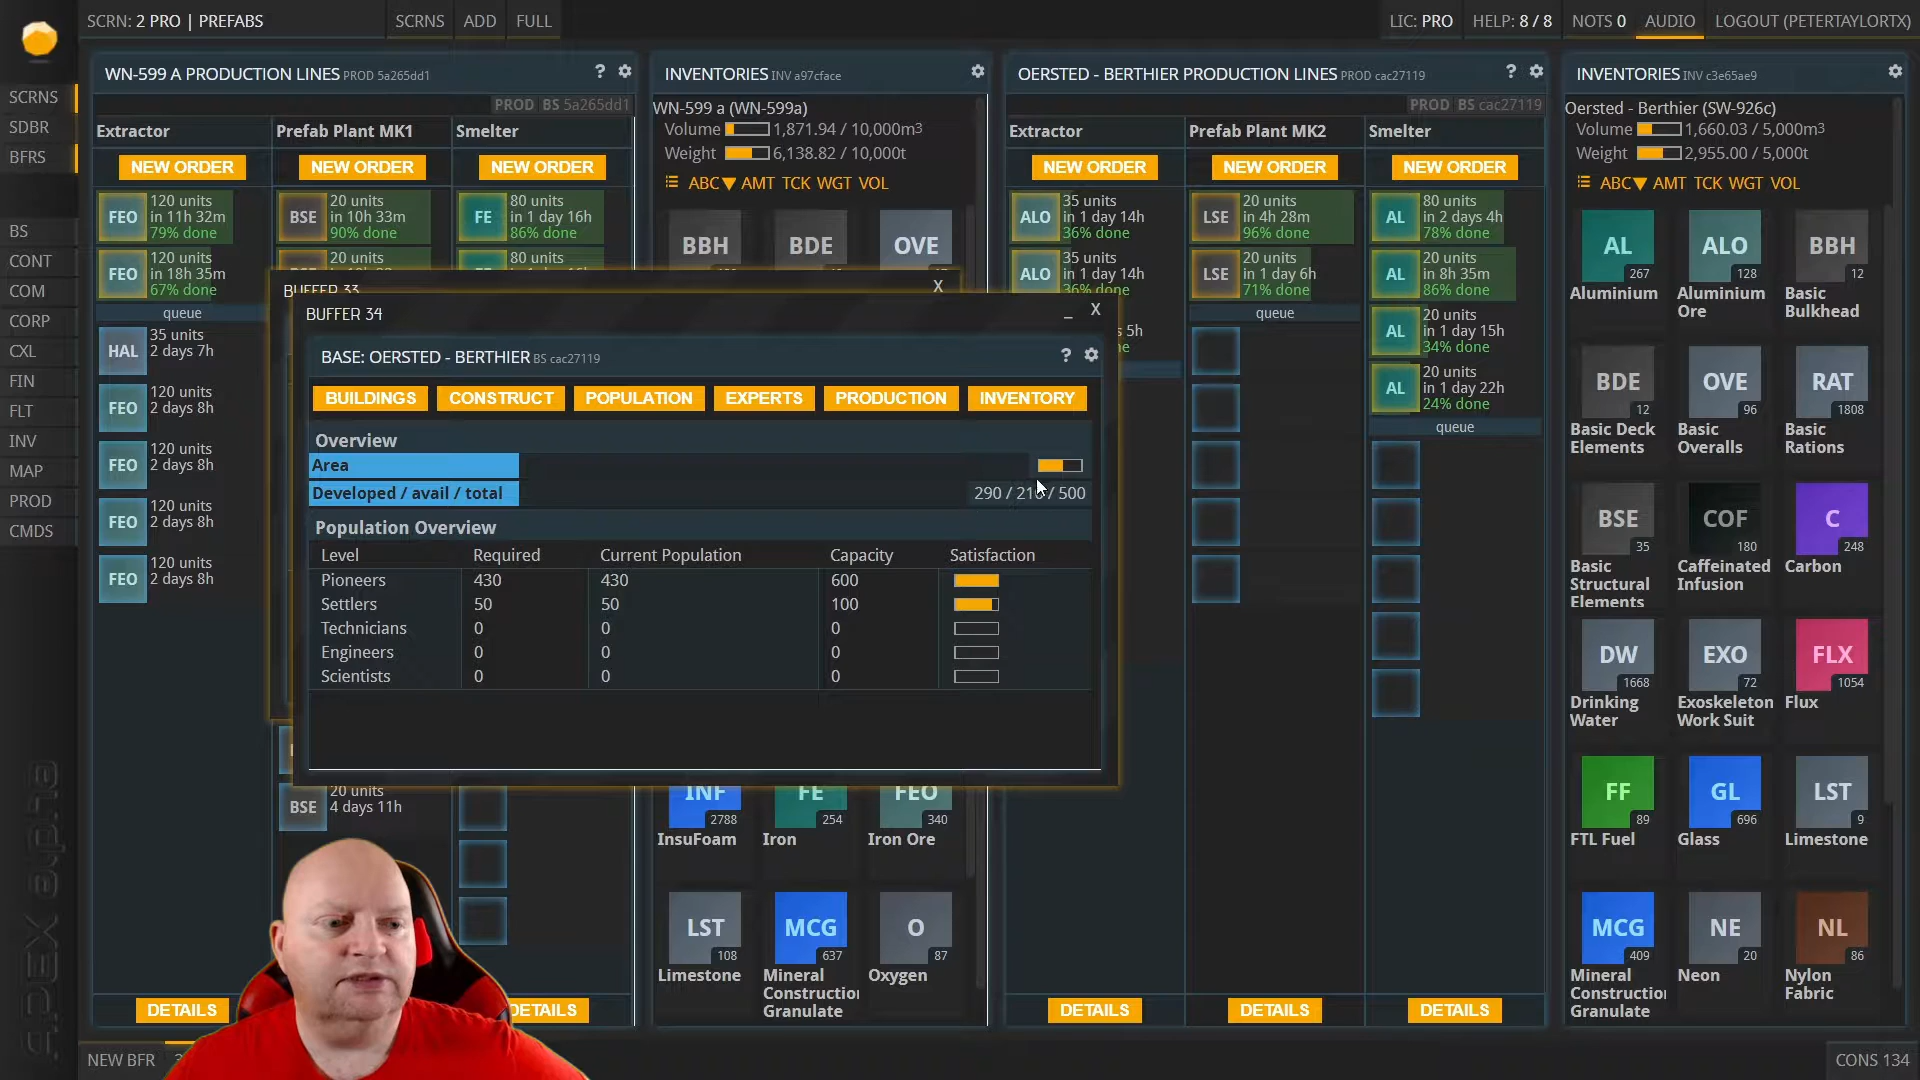 SCRN: 2 PRO | PREFABS
SCRNS ADD FULL
LIC: PRO HELP: 8 / 8 NOTS 0 AUDIO LOGOUT (PETERTAYLORTX)
SCRNS
SDBR
BFRS
BS
CONT
COM
CORP
CXL
FIN
FLT
INV
MAP
PROD
CMDS
APEX alpha
WN-599 A PRODUCTION LINES PROD 5a265dd1 ?
PROD BS 5a265dd1
Extractor Prefab Plant MK1 Smelter
NEW ORDER NEW ORDER NEW ORDER
FEO
120 units
in 11h 32m
79% done
FEO
120 units
in 18h 35m
67% done
queue
HAL
35 units
2 days 7h
FEO
120 units
2 days 8h
FEO
120 units
2 days 8h
FEO
120 units
2 days 8h
FEO
120 units
2 days 8h
BSE
20 units
in 10h 33m
90% done
20 units
BSE
20 units
4 days 11h
FE
80 units
in 1 day 16h
86% done
80 units
DETAILS
DETAILS
INVENTORIES INV a97cface
WN-599 a (WN-599a)
Volume 1,871.94 / 10,000m³
Weight 6,138.82 / 10,000t
ABC AMT TCK WGT VOL
BBH BDE OVE
INF 2788 FE 254 FEO 340
InsuFoam Iron Iron Ore
LST 108 MCG 637 O 87
Limestone Mineral Oxygen
Construction
Granulate
BUFFER 33 X
BUFFER 34 _ X
BASE: OERSTED - BERTHIER BS cac27119 ?
BUILDINGS CONSTRUCT POPULATION EXPERTS PRODUCTION INVENTORY
Overview
Area
Developed / avail / total 290 / 210 / 500
Population Overview
Level Required Current Population Capacity Satisfaction
Pioneers 430 430 600
Settlers 50 50 100
Technicians 0 0 0
Engineers 0 0 0
Scientists 0 0 0
OERSTED - BERTHIER PRODUCTION LINES PROD cac27119 ?
PROD BS cac27119
Extractor Prefab Plant MK2 Smelter
NEW ORDER NEW ORDER NEW ORDER
ALO
35 units
in 1 day 14h
36% done
ALO
35 units
in 1 day 14h
36% done
s 5h
ne
LSE
20 units
in 4h 28m
96% done
LSE
20 units
in 1 day 6h
71% done
queue
AL
80 units
in 2 days 4h
78% done
AL
20 units
in 8h 35m
86% done
AL
20 units
in 1 day 15h
34% done
AL
20 units
in 1 day 22h
24% done
queue
DETAILS DETAILS DETAILS
INVENTORIES INV c3e65ae9
Oersted - Berthier (SW-926c)
Volume 1,660.03 / 5,000m³
Weight 2,955.00 / 5,000t
ABC AMT TCK WGT VOL
AL 267 ALO 128 BBH 12
Aluminium Aluminium Basic
Ore Bulkhead
BDE 12 OVE 96 RAT 1808
Basic Deck Basic Basic
Elements Overalls Rations
BSE 35 COF 180 C 248
Basic Caffeinated Carbon
Structural Infusion
Elements
DW 1668 EXO 72 FLX 1054
Drinking Exoskeleton Flux
Water Work Suit
FF 89 GL 696 LST 9
FTL Fuel Glass Limestone
MCG 409 NE 20 NL 86
Mineral Neon Nylon
Construction Fabric
Granulate
NEW BFR
CONS 134